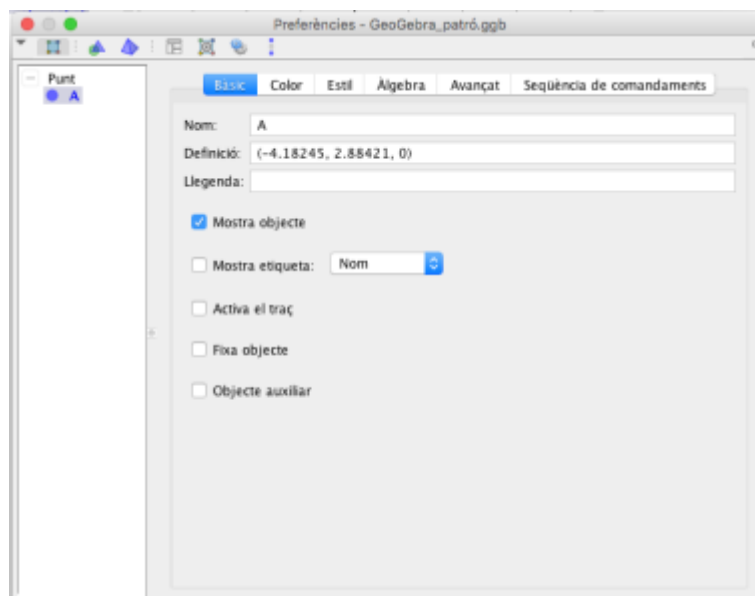 Preferències – GeoGebra_patró.ggb
Punt
A
Bàsic Color Estil Àlgebra Avançat Seqüència de comandaments
Nom: A
Definició: (-4.18245, 2.88421, 0)
Llegenda:
Mostra objecte
Mostra etiqueta: Nom
Activa el traç
Fixa objecte
Objecte auxiliar